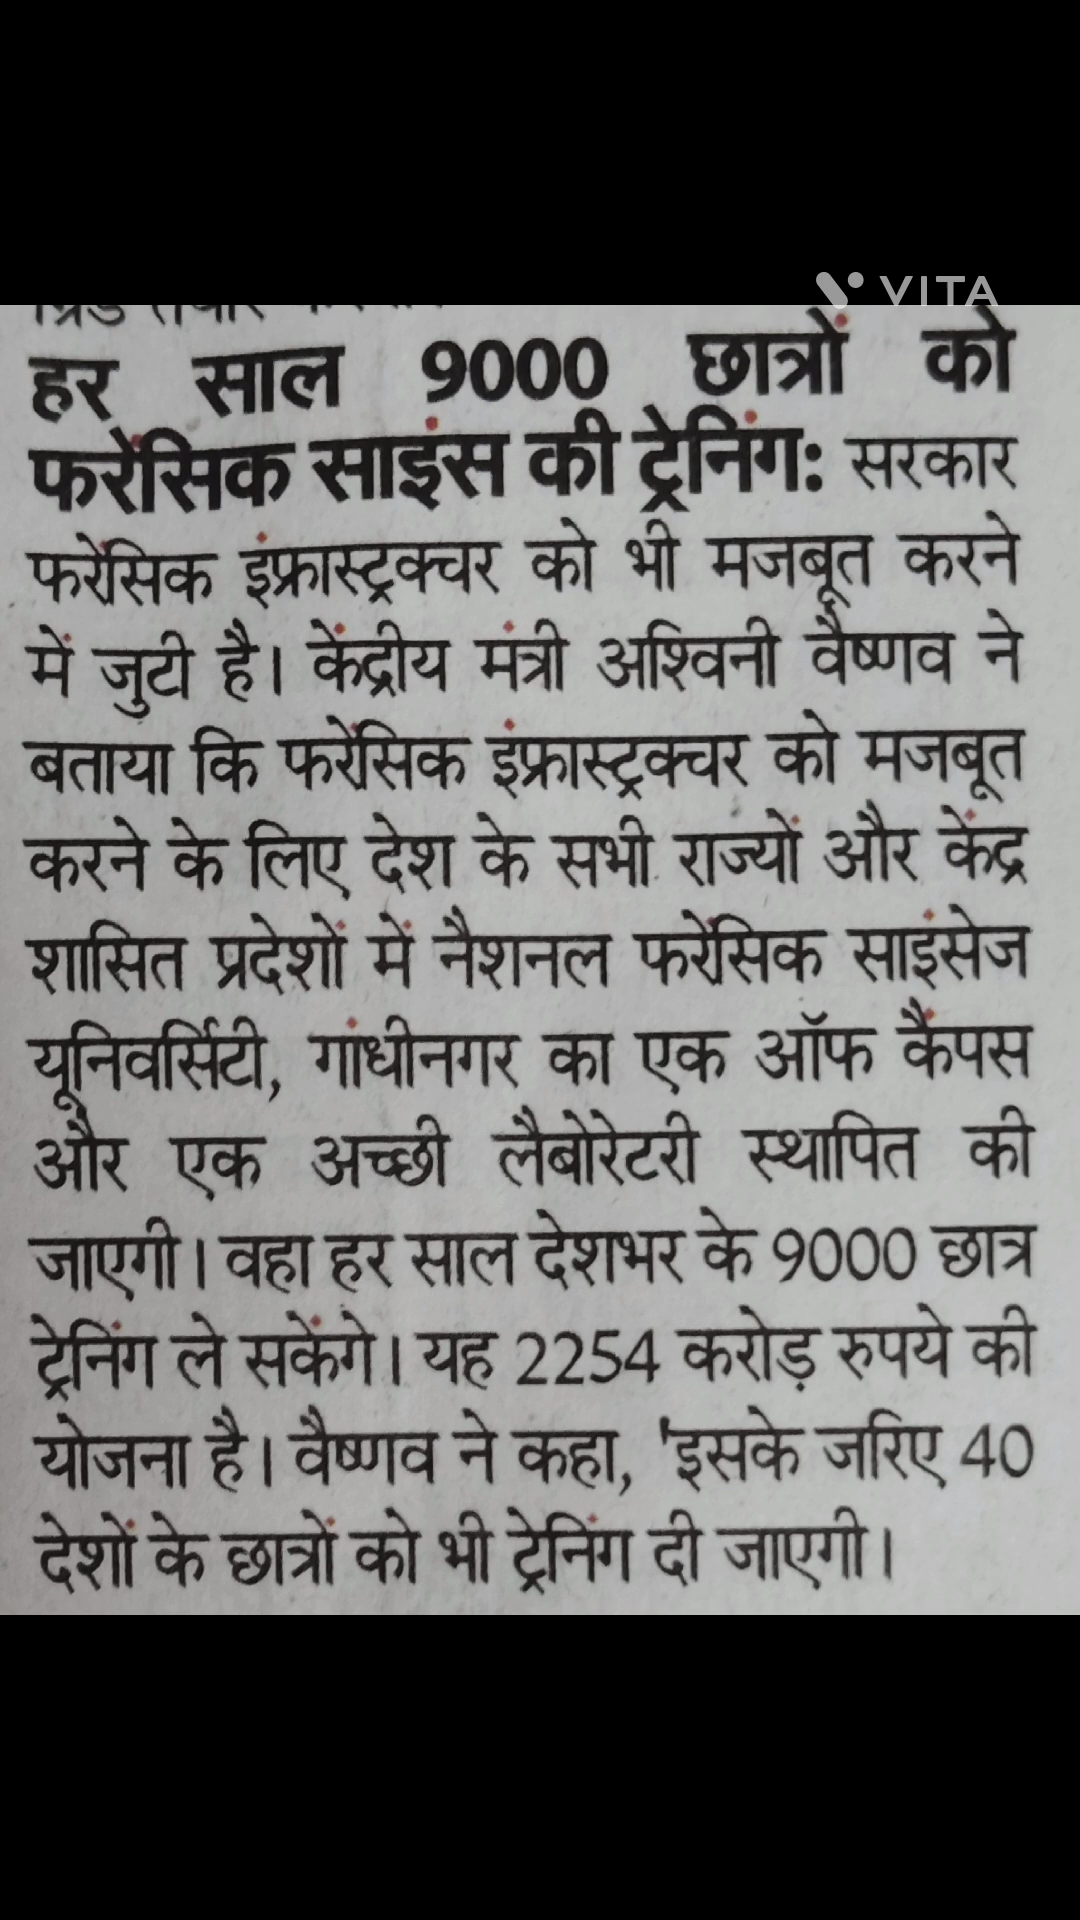 VITA
हर साल 9000 छात्रों को
फरेंसिक साइंस की ट्रेनिंग: सरकार
फरेंसिक इंफ्रास्ट्रक्चर को भी मजबूत करने
में जुटी है। केंद्रीय मंत्री अश्विनी वैष्णव ने
बताया कि फरेंसिक इंफ्रास्ट्रक्चर को मजबूत
करने के लिए देश के सभी राज्यों और केंद्र
शासित प्रदेशों में नैशनल फरेंसिक साइंसेज
यूनिवर्सिटी, गांधीनगर का एक ऑफ कैंपस
और एक अच्छी लैबोरेटरी स्थापित की
जाएगी। वहा हर साल देशभर के 9000 छात्र
ट्रेनिंग ले सकेंगे। यह 2254 करोड़ रुपये की
योजना है। वैष्णव ने कहा, 'इसके जरिए 40
देशों के छात्रों को भी ट्रेनिंग दी जाएगी।